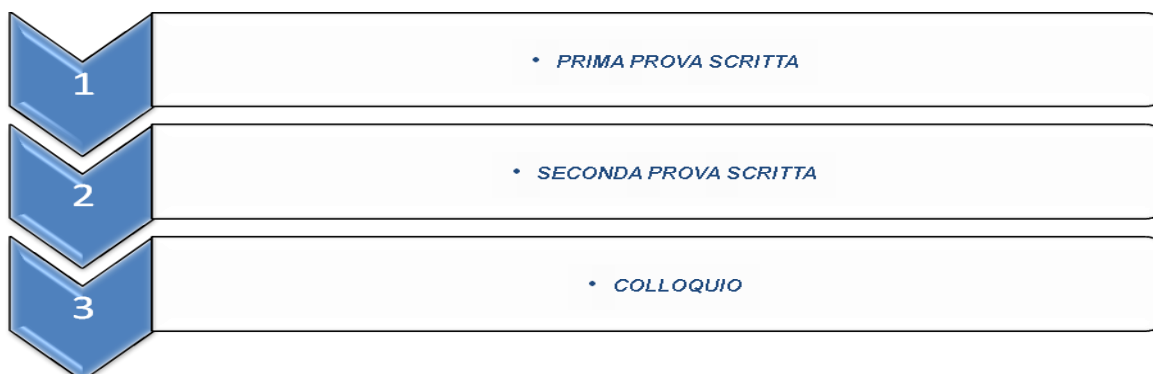 1
• PRIMA PROVA SCRITTA
2
• SECONDA PROVA SCRITTA
3
• COLLOQUIO